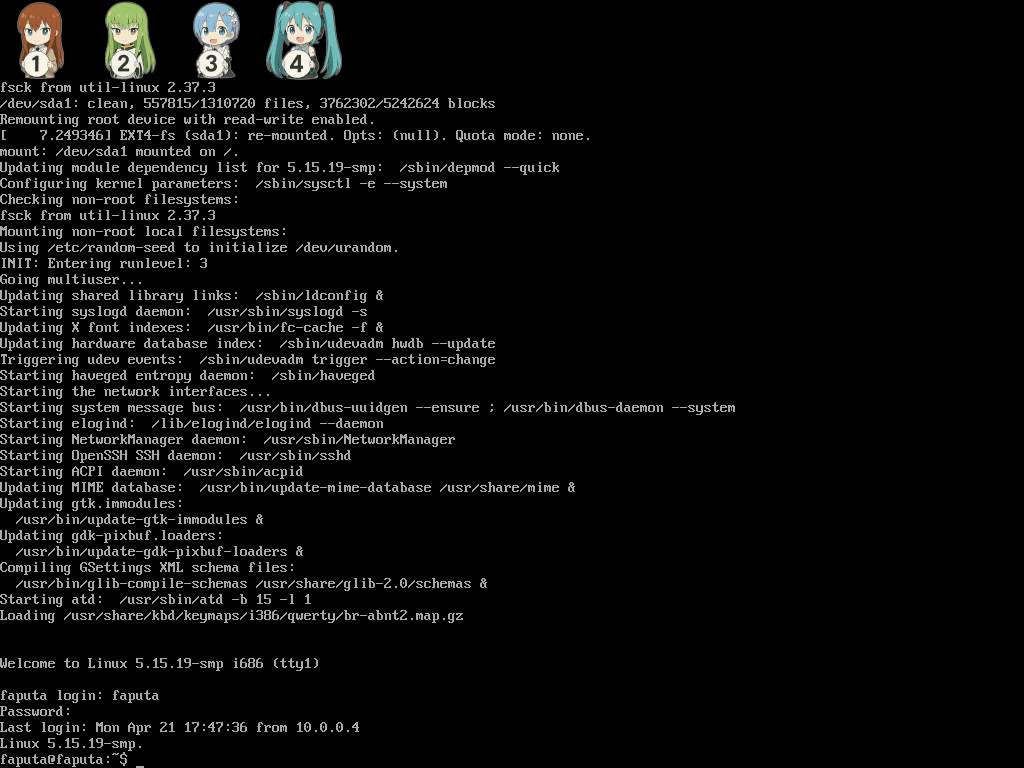 1 2 3 4
fsck from util-linux 2.37.3
/dev/sda1: clean, 557815/1310720 files, 3762302/5242624 blocks
Remounting root device with read-write enabled.
[    7.249346] EXT4-fs (sda1): re-mounted. Opts: (null). Quota mode: none.
mount: /dev/sda1 mounted on /.
Updating module dependency list for 5.15.19-smp:  /sbin/depmod --quick
Configuring kernel parameters:  /sbin/sysctl -e --system
Checking non-root filesystems:
fsck from util-linux 2.37.3
Mounting non-root local filesystems:
Using /etc/random-seed to initialize /dev/urandom.
INIT: Entering runlevel: 3
Going multiuser...
Updating shared library links:  /sbin/ldconfig &
Starting syslogd daemon:  /usr/sbin/syslogd -s
Updating X font indexes:  /usr/bin/fc-cache -f &
Updating hardware database index:  /sbin/udevadm hwdb --update
Triggering udev events:  /sbin/udevadm trigger --action=change
Starting haveged entropy daemon:  /sbin/haveged
Starting the network interfaces...
Starting system message bus:  /usr/bin/dbus-uuidgen --ensure ; /usr/bin/dbus-daemon --system
Starting elogind:  /lib/elogind/elogind --daemon
Starting NetworkManager daemon:  /usr/sbin/NetworkManager
Starting OpenSSH SSH daemon:  /usr/sbin/sshd
Starting ACPI daemon:  /usr/sbin/acpid
Updating MIME database:  /usr/bin/update-mime-database /usr/share/mime &
Updating gtk.immodules:
  /usr/bin/update-gtk-immodules &
Updating gdk-pixbuf.loaders:
  /usr/bin/update-gdk-pixbuf-loaders &
Compiling GSettings XML schema files:
  /usr/bin/glib-compile-schemas /usr/share/glib-2.0/schemas &
Starting atd:  /usr/sbin/atd -b 15 -l 1
Loading /usr/share/kbd/keymaps/i386/qwerty/br-abnt2.map.gz
Welcome to Linux 5.15.19-smp i686 (tty1)
faputa login: faputa
Password:
Last login: Mon Apr 21 17:47:36 from 10.0.0.4
Linux 5.15.19-smp.
faputa@faputa:~$ _